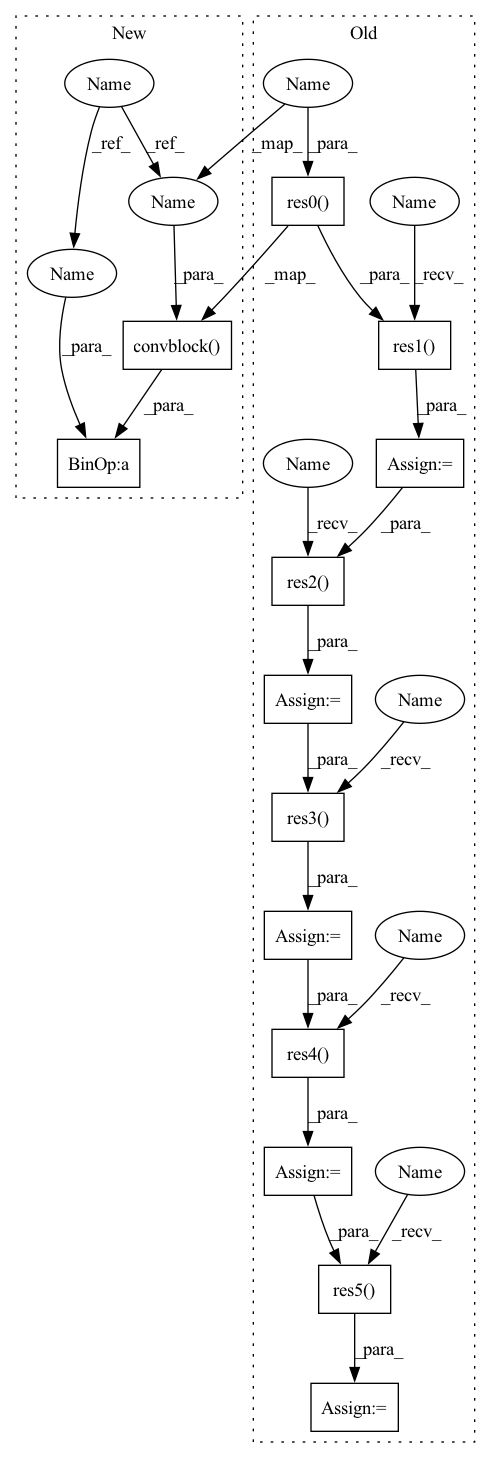 New
Old
Name
Name
_ref_
_ref_
_map_
_para_
Name
res0()
Name
Name
_para_
_map_
_para_
_recv_
_para_
convblock()
res1()
_para_
_para_
BinOp:a
Name
Assign:=
_recv_
_para_
res2()
_para_
Assign:=
Name
_para_
_recv_
res3()
_para_
Assign:=
Name
_para_
_recv_
res4()
_para_
Assign:=
Name
_para_
_recv_
res5()
_para_
Assign:=